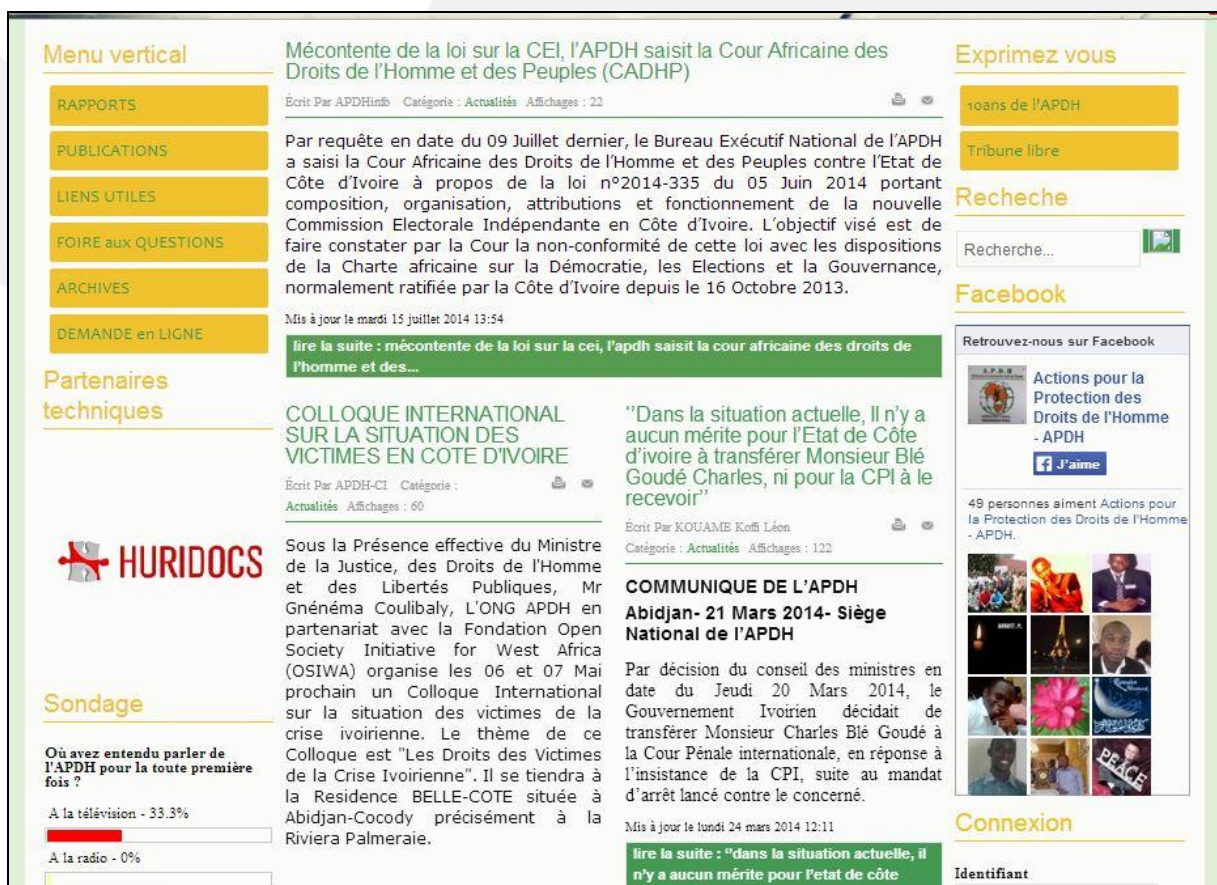 Menu vertical
RAPPORTS
PUBLICATIONS
LIENS UTILES
FOIRE aux QUESTIONS
ARCHIVES
DEMANDE en LIGNE
Partenaires
techniques
HURIDOCS
Sondage
Où avez entendu parler de
l'APDH pour la toute première
fois ?
A la télévision - 33.3%
A la radio - 0%
Mécontente de la loi sur la CEI, l’APDH saisit la Cour Africaine des
Droits de l’Homme et des Peuples (CADHP)
Écrit Par APDHinfo Catégorie : Actualités Affichages : 22
Par requête en date du 09 Juillet dernier, le Bureau Exécutif National de l’APDH
a saisi la Cour Africaine des Droits de l’Homme et des Peuples contre l’Etat de
Côte d’Ivoire à propos de la loi nº2014-335 du 05 Juin 2014 portant
composition, organisation, attributions et fonctionnement de la nouvelle
Commission Electorale Indépendante en Côte d’Ivoire. L’objectif visé est de
faire constater par la Cour la non-conformité de cette loi avec les dispositions
de la Charte africaine sur la Démocratie, les Elections et la Gouvernance,
normalement ratifiée par la Côte d’Ivoire depuis le 16 Octobre 2013.
Mis à jour le mardi 15 juillet 2014 13:54
lire la suite : mécontente de la loi sur la cei, l’apdh saisit la cour africaine des droits de
l’homme et des...
COLLOQUE INTERNATIONAL
SUR LA SITUATION DES
VICTIMES EN COTE D'IVOIRE
Écrit Par APDH-CI Catégorie :
Actualités Affichages : 60
Sous la Présence effective du Ministre
de la Justice, des Droits de l'Homme
et des Libertés Publiques, Mr
Gnénéma Coulibaly, L'ONG APDH en
partenariat avec la Fondation Open
Society Initiative for West Africa
(OSIWA) organise les 06 et 07 Mai
prochain un Colloque International
sur la situation des victimes de la
crise ivoirienne. Le thème de ce
Colloque est "Les Droits des Victimes
de la Crise Ivoirienne". Il se tiendra à
la Residence BELLE-COTE située à
Abidjan-Cocody précisément à la
Riviera Palmeraie.
‘’Dans la situation actuelle, Il n’y a
aucun mérite pour l’Etat de Côte
d’ivoire à transférer Monsieur Blé
Goudé Charles, ni pour la CPI à le
recevoir’’
Écrit Par KOUAME Koffi Léon
Catégorie : Actualités Affichages : 122
COMMUNIQUE DE L’APDH
Abidjan- 21 Mars 2014- Siège
National de l’APDH
Par décision du conseil des ministres en
date du Jeudi 20 Mars 2014, le
Gouvernement Ivoirien décidait de
transférer Monsieur Charles Blé Goudé à
la Cour Pénale internationale, en réponse à
l’insistance de la CPI, suite au mandat
d’arrêt lancé contre le concerné.
Mis à jour le lundi 24 mars 2014 12:11
lire la suite : ‘’dans la situation actuelle, il
n’y a aucun mérite pour l’etat de côte
Exprimez vous
10ans de l'APDH
Tribune libre
Recheche
Recherche...
Facebook
Retrouvez-nous sur Facebook
A.P.D.H
Actions pour la
Protection des
Droits de l'Homme
- APDH
J'aime
49 personnes aiment Actions pour
la Protection des Droits de l'Homme
- APDH.
PEACE
Connexion
Identifiant